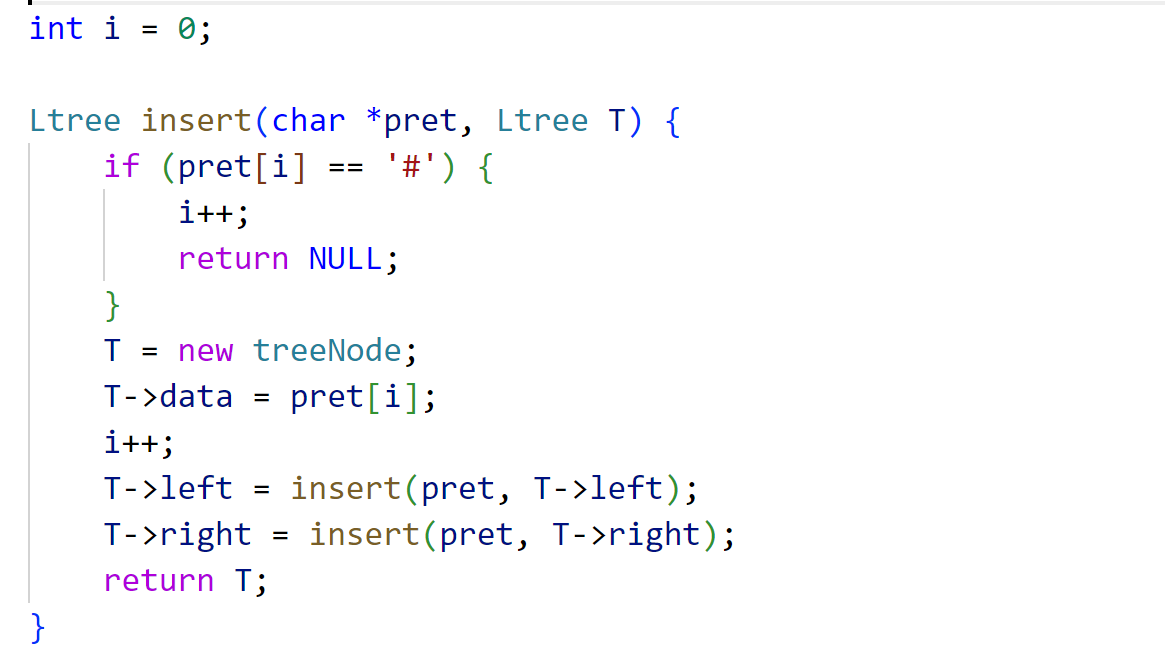 int i = 0;

Ltree insert(char *pret, Ltree T) {
    if (pret[i] == '#') {
        i++;
        return NULL;
    }
    T = new treeNode;
    T->data = pret[i];
    i++;
    T->left = insert(pret, T->left);
    T->right = insert(pret, T->right);
    return T;
}